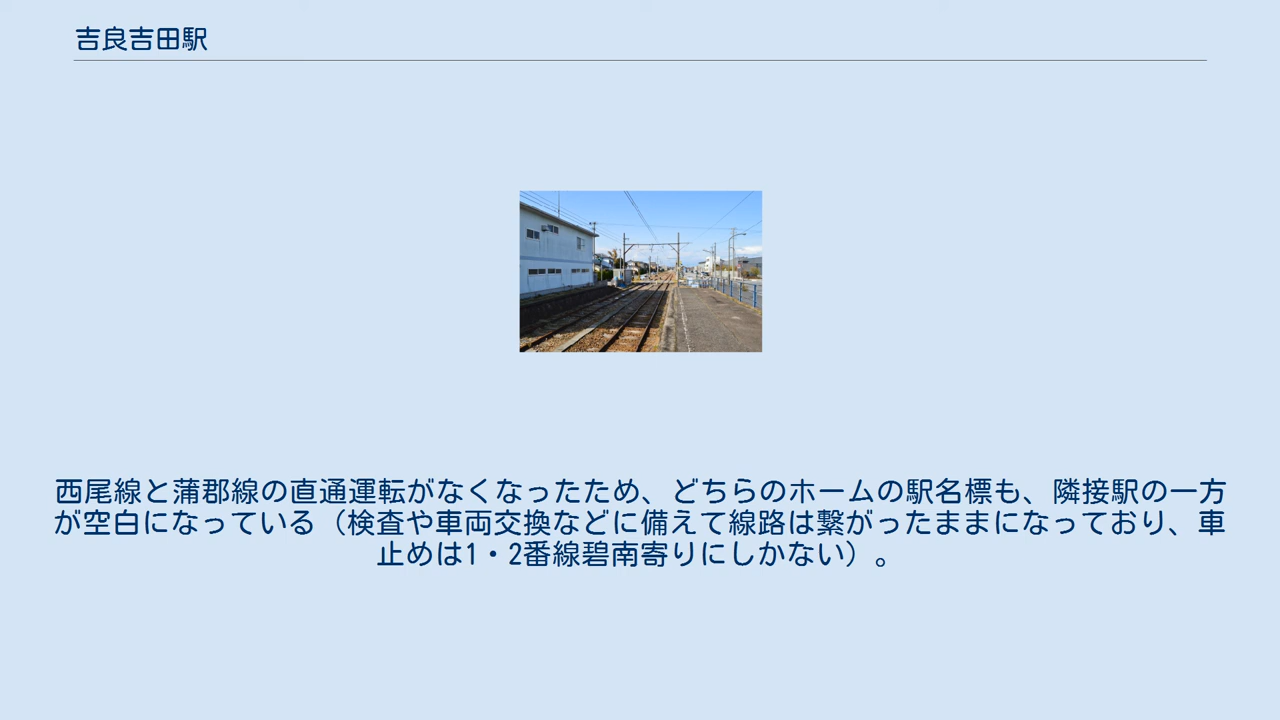 吉良吉田駅
西尾線と蒲郡線の直通運転がなくなったため、どちらのホームの駅名標も、隣接駅の一方
が空白になっている（検査や車両交換などに備えて線路は繋がったままになっており、車
止めは1・2番線碧南寄りにしかない）。